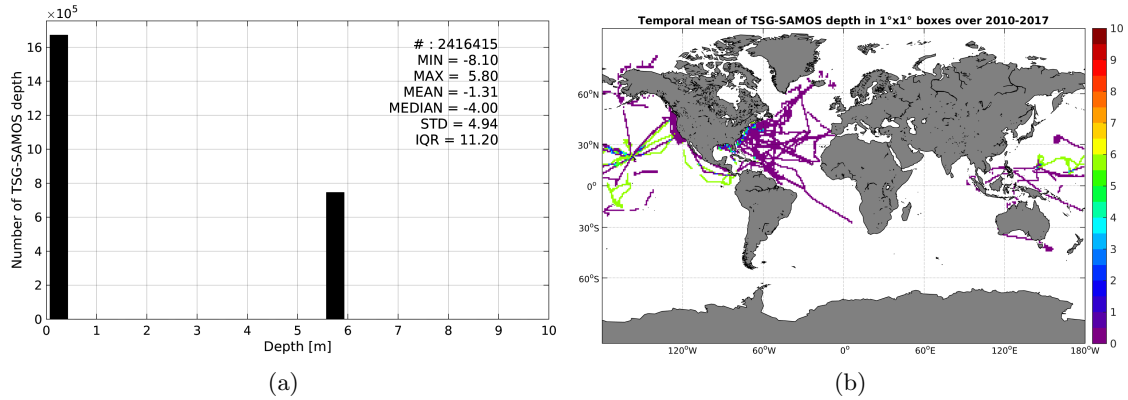 ×10⁵
16
14
12
10
8
6
4
2
0
Number of TSG-SAMOS depth
# : 2416415
MIN = -8.10
MAX = 5.80
MEAN = -1.31
MEDIAN = -4.00
STD = 4.94
IQR = 11.20
0 1 2 3 4 5 6 7 8 9 10
Depth [m]
(a)
Temporal mean of TSG-SAMOS depth in 1°x1° boxes over 2010-2017
60°N
30°N
0°
30°S
60°S
120°W 60°W 0° 60°E 120°E 180°W
10
9
8
7
6
5
4
3
2
1
0
(b)